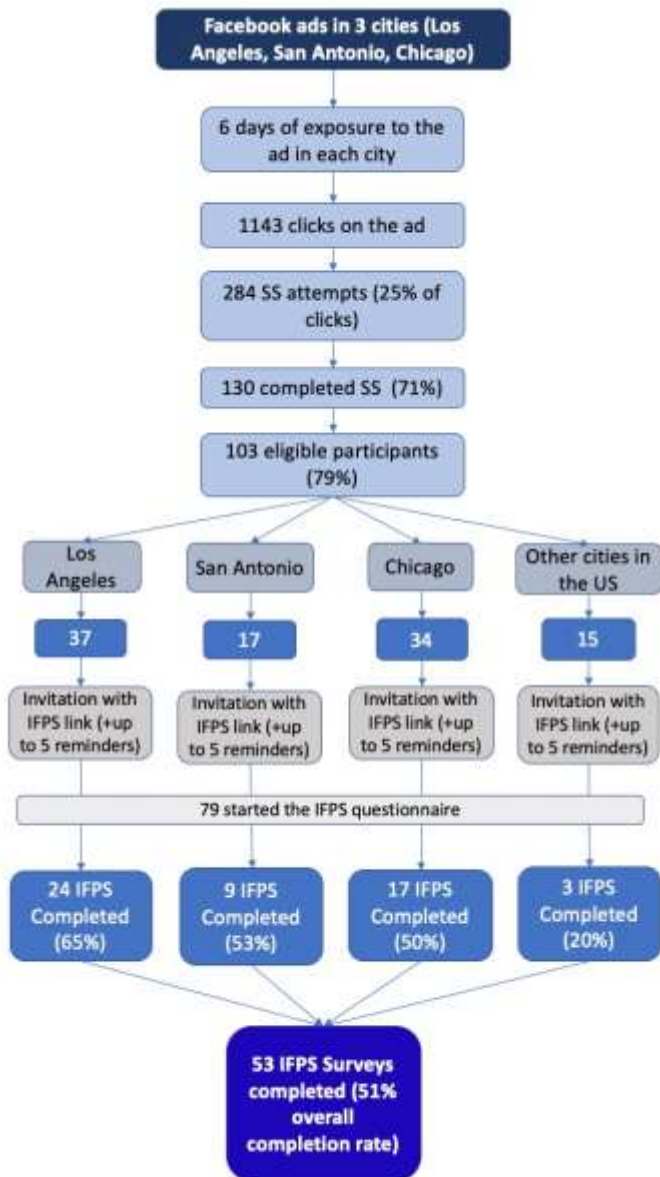 Facebook ads in 3 cities (Los
Angeles, San Antonio, Chicago)
6 days of exposure to the
ad in each city
1143 clicks on the ad
284 SS attempts (25% of
clicks)
130 completed SS (71%)
103 eligible participants
(79%)
Los
Angeles
San Antonio
Chicago
Other cities in
the US
37
17
34
15
Invitation with
IFPS link (+up
to 5 reminders)
Invitation with
IFPS link (+up
to 5 reminders)
Invitation with
IFPS link (+up
to 5 reminders)
Invitation with
IFPS link (+up
to 5 reminders)
79 started the IFPS questionnaire
24 IFPS
Completed
(65%)
9 IFPS
Completed
(53%)
17 IFPS
Completed
(50%)
3 IFPS
Completed
(20%)
53 IFPS Surveys
completed (51%
overall
completion rate)